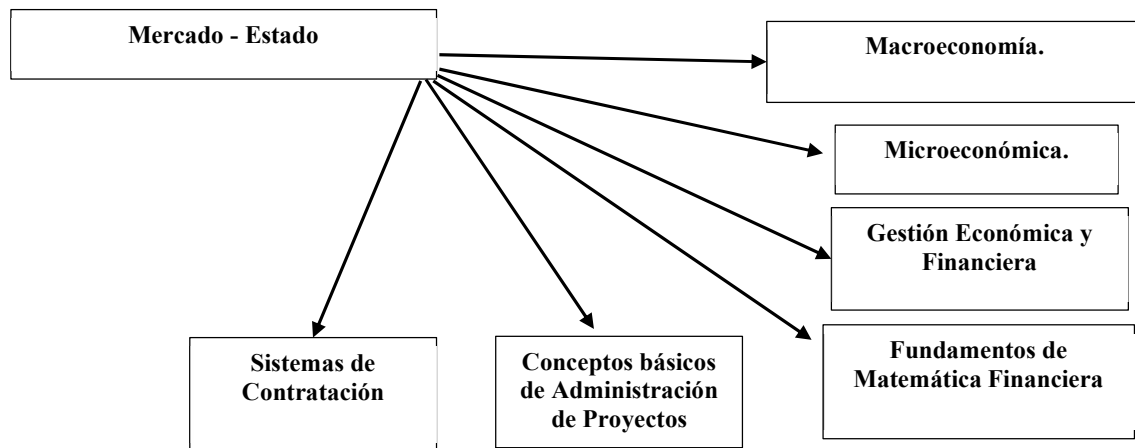 Mercado - Estado
Macroeconomía.
Microeconómica.
Gestión Económica y
Financiera
Fundamentos de
Matemática Financiera
Conceptos básicos
de Administración
de Proyectos
Sistemas de
Contratación